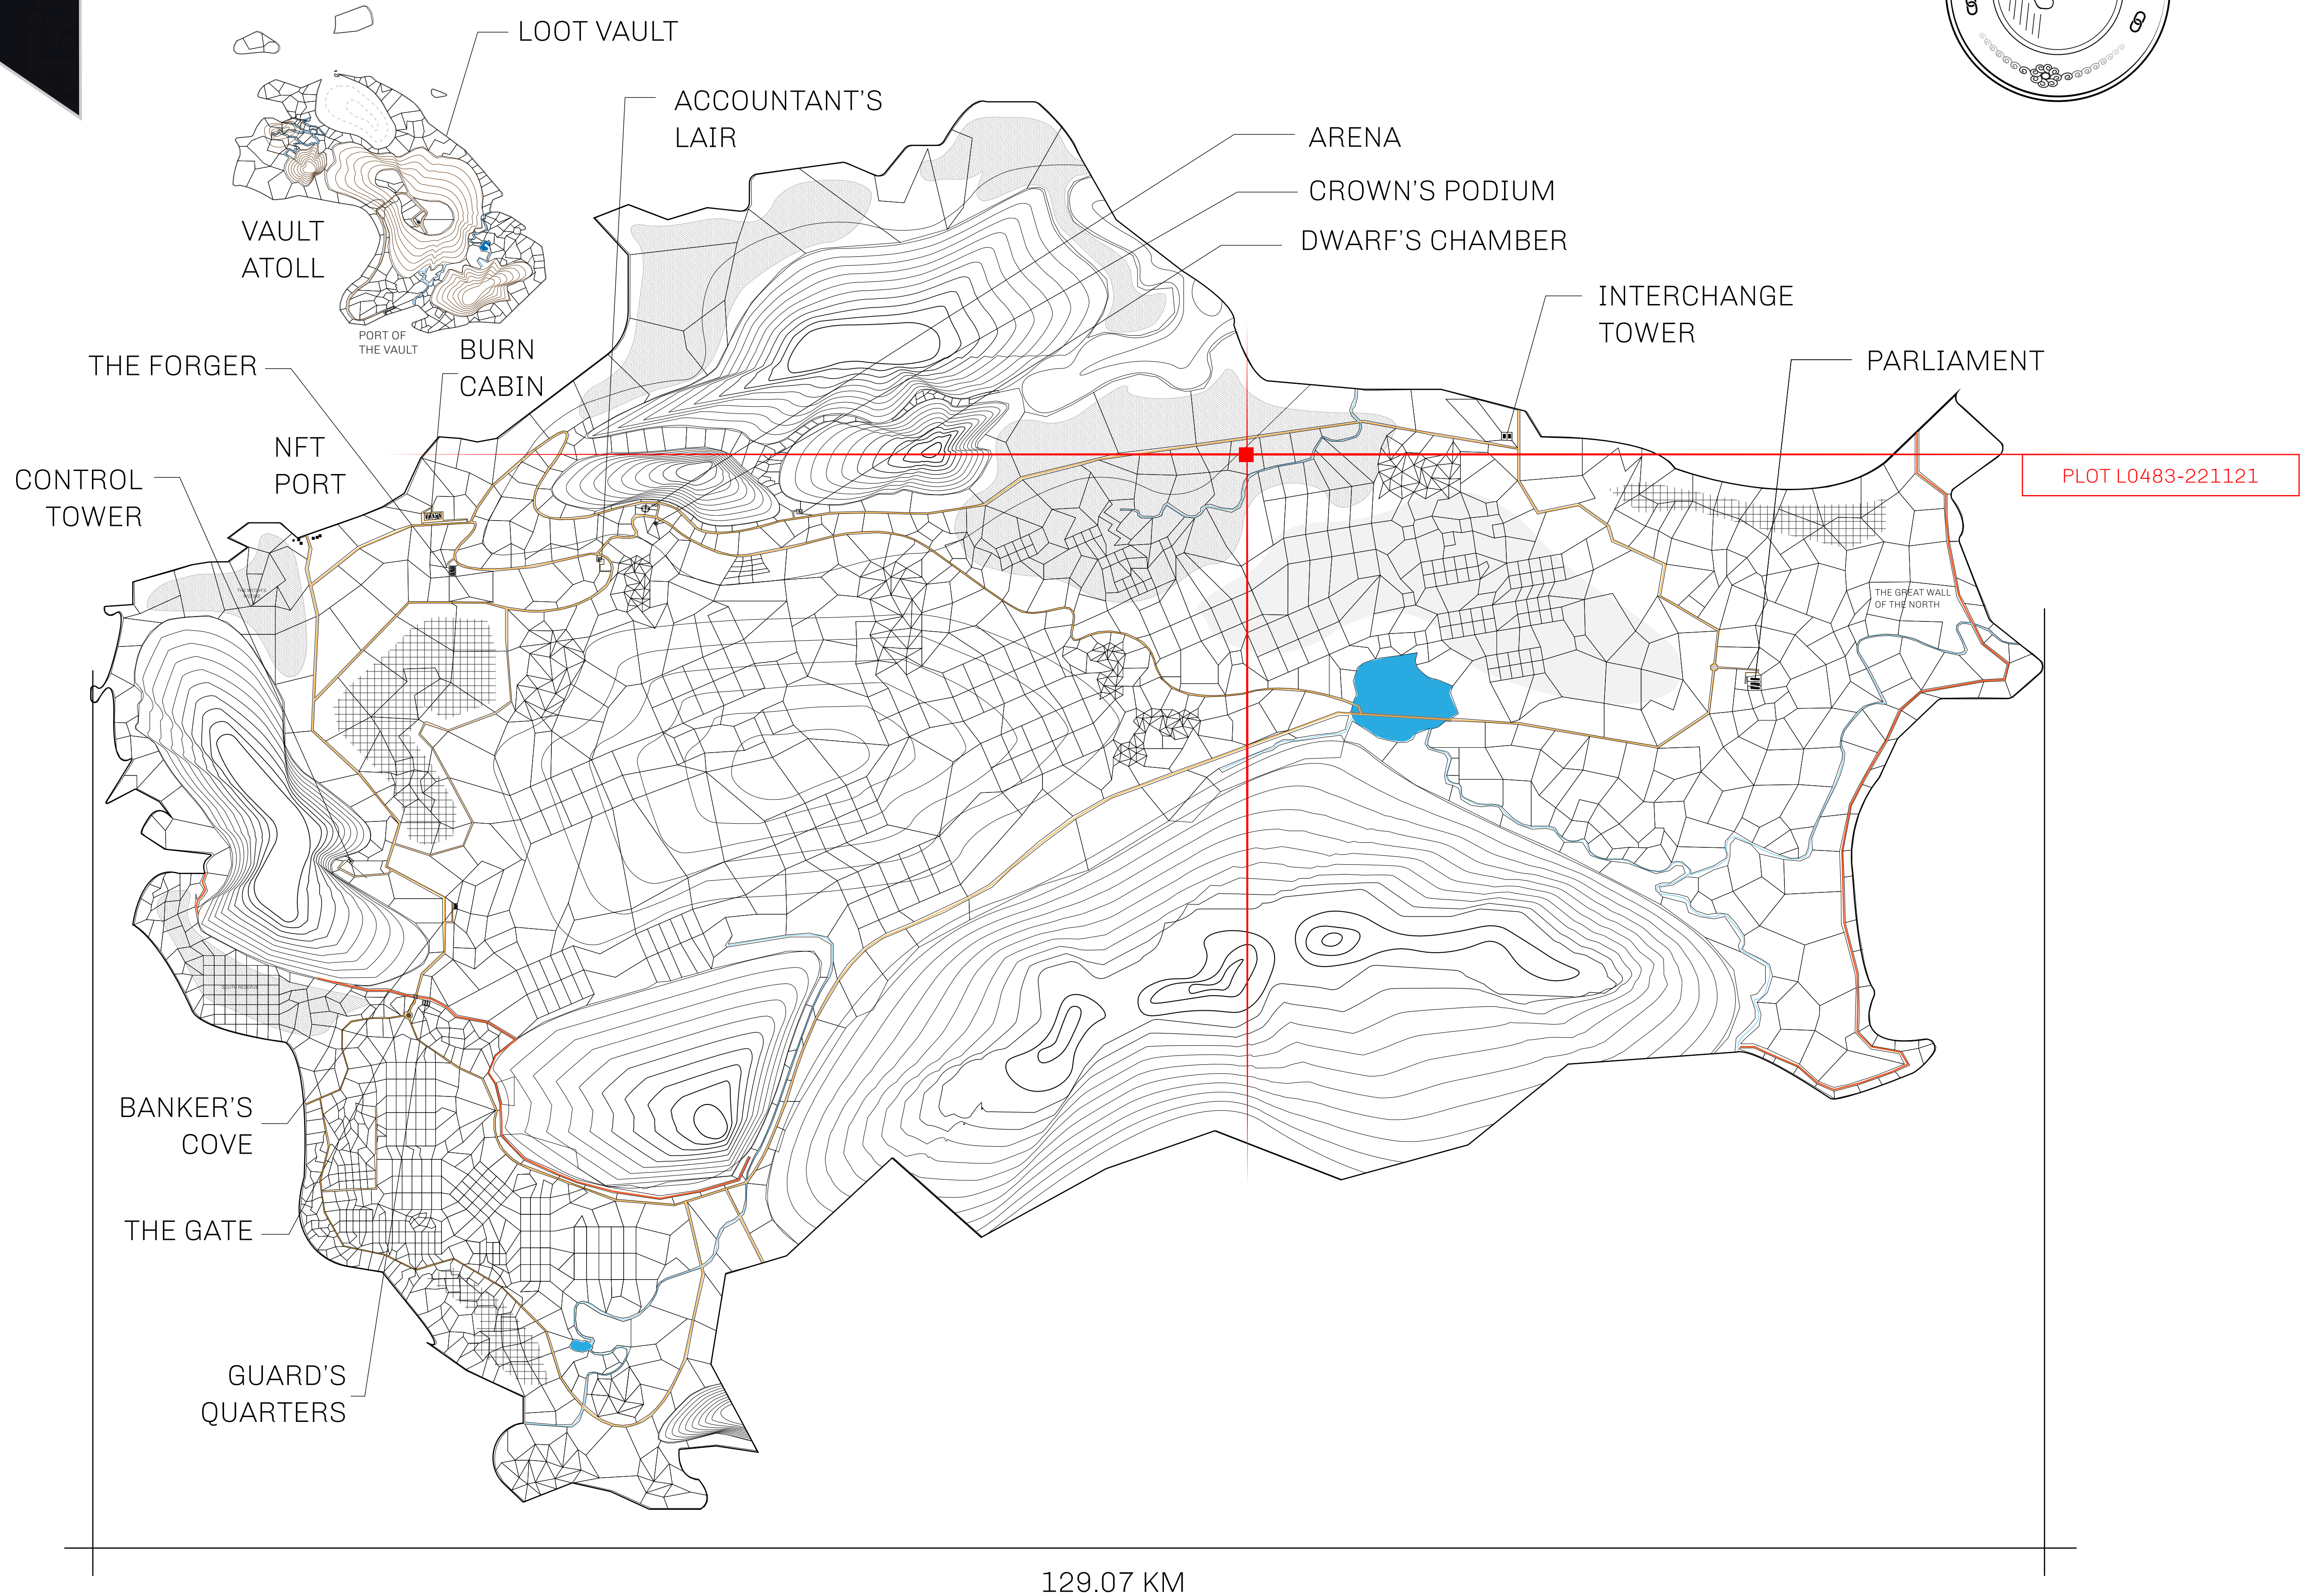 LOOT VAULT
ACCOUNTANT'S
LAIR
ARENA
CROWN'S PODIUM
DWARF'S CHAMBER
VAULT
ATOLL
INTERCHANGE
TOWER
PORT OF
THE VAULT
BURN
CABIN
THE FORGER
PARLIAMENT
NFT
PORT
CONTROL
TOWER
PLOT L0483-221121
THE GREAT WALL
OF THE NORTH
SOUTH RESERVE
BANKER'S
COVE
THE GATE
GUARD'S
QUARTERS
129.07 KM